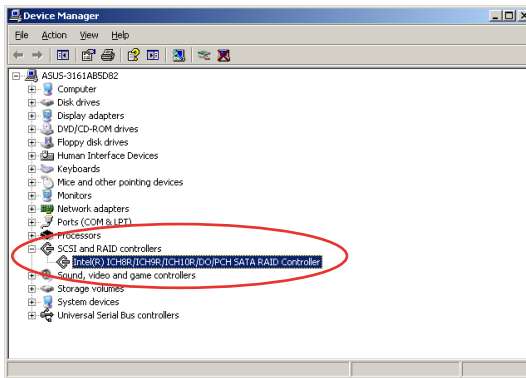 Device Manager
File Action View Help
ASUS-3161AB5D82
Computer
Disk drives
Display adapters
DVD/CD-ROM drives
Floppy disk drives
Human Interface Devices
Keyboards
Mice and other pointing devices
Monitors
Network adapters
Ports (COM & LPT)
Processors
SCSI and RAID controllers
Intel(R) ICH8R/ICH9R/ICH10R/DO/PCH SATA RAID Controller
Sound, video and game controllers
Storage volumes
System devices
Universal Serial Bus controllers